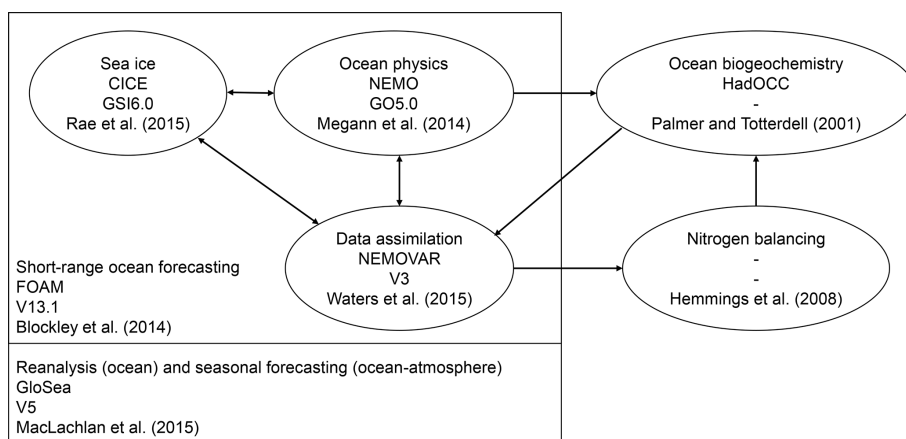 Sea ice
CICE
GSI6.0
Rae et al. (2015)
Ocean physics
NEMO
GO5.0
Megann et al. (2014)
Ocean biogeochemistry
HadOCC
-
Palmer and Totterdell (2001)
Data assimilation
NEMOVAR
V3
Waters et al. (2015)
Nitrogen balancing
-
-
Hemmings et al. (2008)
Short-range ocean forecasting
FOAM
V13.1
Blockley et al. (2014)
Reanalysis (ocean) and seasonal forecasting (ocean-atmosphere)
GloSea
V5
MacLachlan et al. (2015)